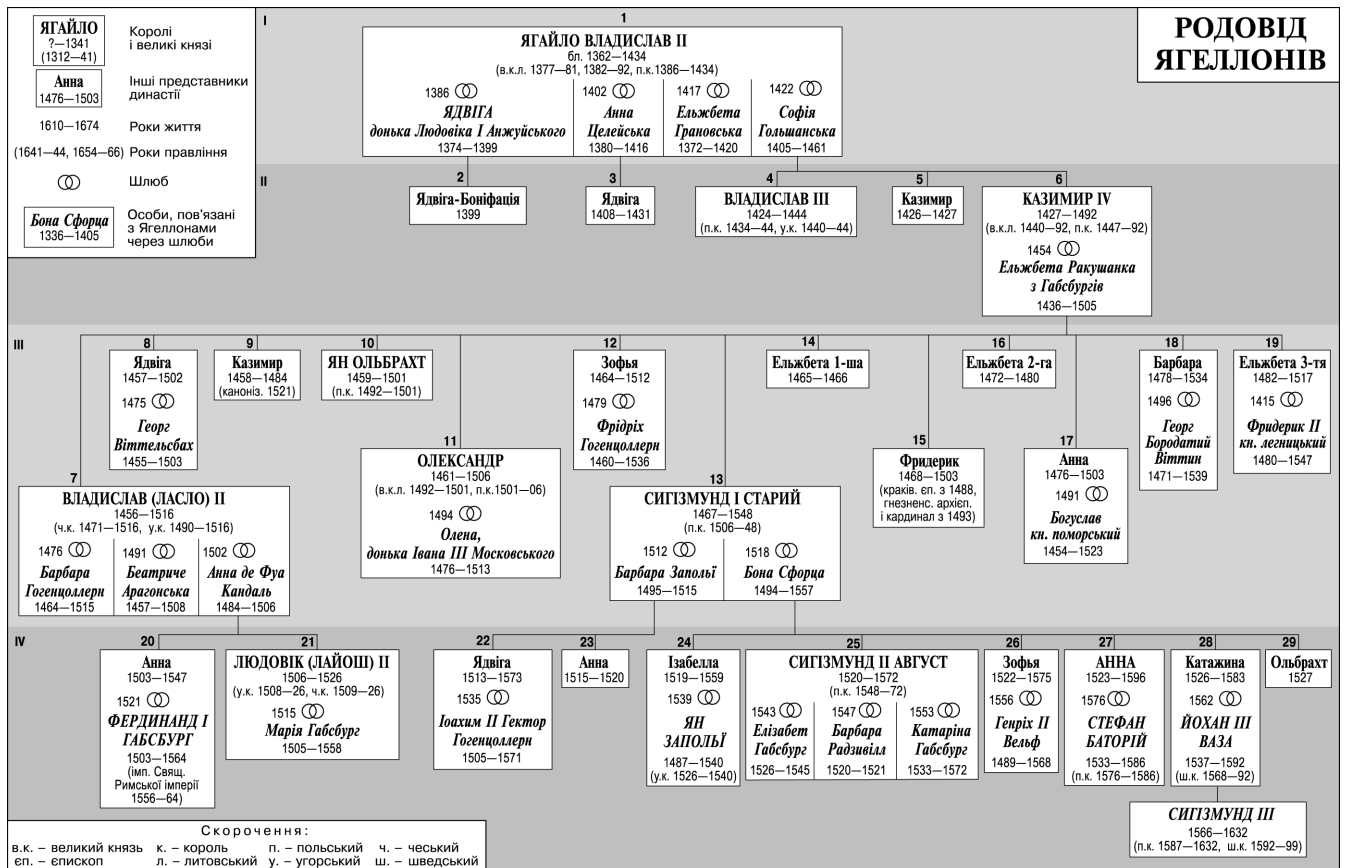 РОДОВІД
ЯГЕЛЛОНІВ
ЯГАЙЛО
?—1341
(1312—41)
Королі
і великі князі
Анна
1476—1503
Інші представники
династії
1610—1674
Роки життя
(1641—44, 1654—66)
Роки правління
Шлюб
Бона Сфорца
1336—1405
Особи, пов'язані
з Ягеллонами
через шлюби
I
1
ЯГАЙЛО ВЛАДИСЛАВ II
бл. 1362—1434
(в.к.л. 1377—81, 1382—92, п.к.1386—1434)
1386
ЯДВІГА
донька Людовіка I Анжуйського
1374—1399
1402
Анна
Целейська
1380—1416
1417
Ельжбета
Грановська
1372—1420
1422
Софія
Гольшанська
1405—1461
II
2
Ядвіга-Боніфація
1399
3
Ядвіга
1408—1431
4
ВЛАДИСЛАВ III
1424—1444
(п.к. 1434—44, у.к. 1440—44)
5
Казимир
1426—1427
6
КАЗИМИР IV
1427—1492
(в.к.л. 1440—92, п.к. 1447—92)
1454
Ельжбета Ракушанка
з Габсбургів
1436—1505
III
7
ВЛАДИСЛАВ (ЛАСЛО) II
1456—1516
(ч.к. 1471—1516, у.к. 1490—1516)
1476
Барбара
Гогенцоллерн
1464—1515
1491
Беатриче
Арагонська
1457—1508
1502
Анна де Фуа
Кандаль
1484—1506
8
Ядвіга
1457—1502
1475
Георг
Віттельсбах
1455—1503
9
Казимир
1458—1484
(каноніз. 1521)
10
ЯН ОЛЬБРАХТ
1459—1501
(п.к. 1492—1501)
11
ОЛЕКСАНДР
1461—1506
(в.к.л. 1492—1501, п.к.1501—06)
1494
Олена,
донька Івана III Московського
1476—1513
12
Зофья
1464—1512
1479
Фрідріх
Гогенцоллерн
1460—1536
13
СИГІЗМУНД I СТАРИЙ
1467—1548
(п.к. 1506—48)
1512
Барбара Запольї
1495—1515
1518
Бона Сфорца
1494—1557
14
Ельжбета 1-ша
1465—1466
15
Фридерик
1468—1503
(краків. єп. з 1488,
гнезненс. архієп.
і кардинал з 1493)
16
Ельжбета 2-га
1472—1480
17
Анна
1476—1503
1491
Богуслав
кн. поморський
1454—1523
18
Барбара
1478—1534
1496
Георг
Бородатий
Віттин
1471—1539
19
Ельжбета 3-тя
1482—1517
1415
Фридерик II
кн. легницький
1480—1547
IV
20
Анна
1503—1547
1521
ФЕРДИНАНД I
ГАБСБУРГ
1503—1564
(імп. Свящ.
Римської імперії
1556—64)
21
ЛЮДОВІК (ЛАЙОШ) II
1506—1526
(у.к. 1508—26, ч.к. 1509—26)
1515
Марія Габсбург
1505—1558
22
Ядвіга
1513—1573
1535
Іоахим II Гектор
Гогенцоллерн
1505—1571
23
Анна
1515—1520
24
Ізабелла
1519—1559
1539
ЯН
ЗАПОЛЬЇ
1487—1540
(у.к. 1526—1540)
25
СИГІЗМУНД II АВГУСТ
1520—1572
(п.к. 1548—72)
1543
Елізабет
Габсбург
1526—1545
1547
Барбара
Радзивілл
1520—1521
1553
Катаріна
Габсбург
1533—1572
26
Зофья
1522—1575
1556
Генріх II
Вельф
1489—1568
27
АННА
1523—1596
1576
СТЕФАН
БАТОРІЙ
1533—1586
(п.к. 1576—1586)
28
Катажина
1526—1583
1562
ЙОХАН III
ВАЗА
1537—1592
(ш.к. 1568—92)
29
Ольбрахт
1527
СИГІЗМУНД III
1566—1632
(п.к. 1587—1632, ш.к. 1592—99)
Скорочення:
в.к. – великий князь к. – король п. – польський ч. – чеський
єп. – єпископ л. – литовський у. – угорський ш. – шведський